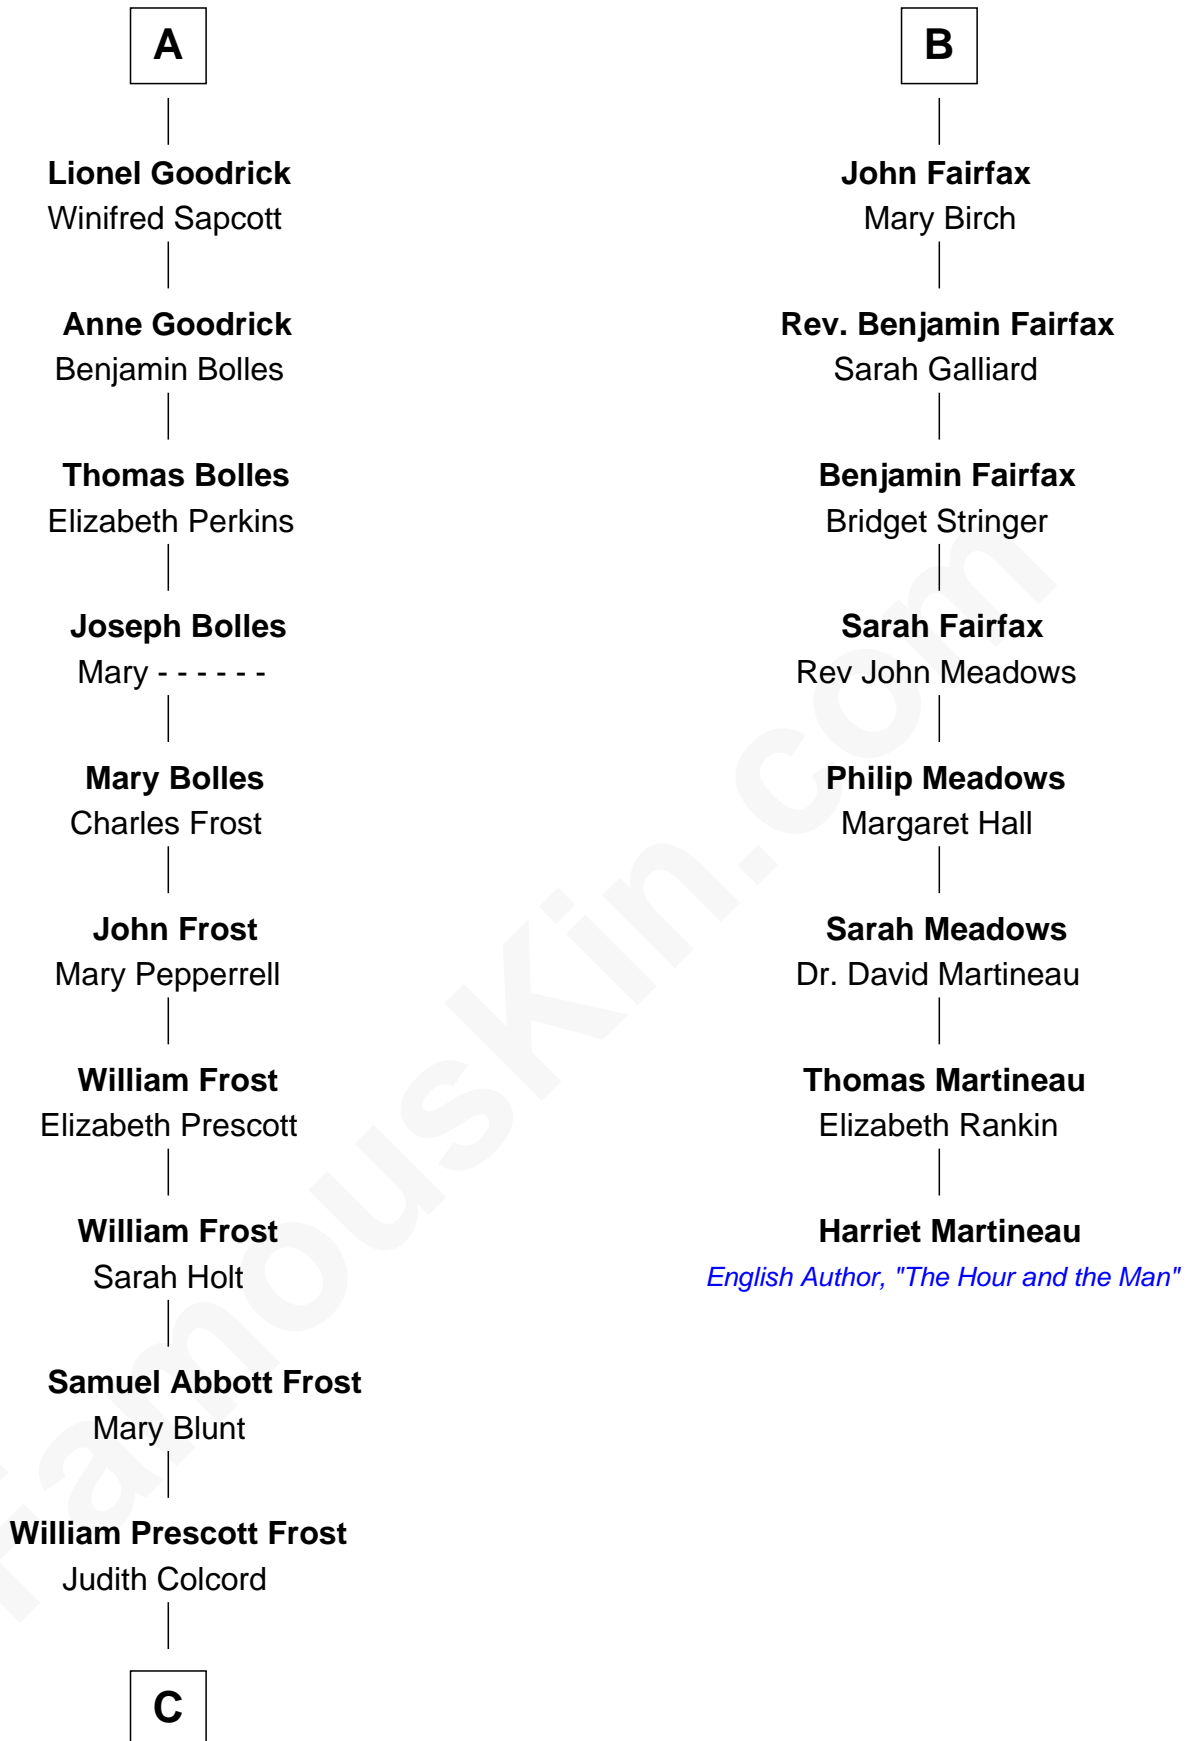 A
Lionel Goodrick
Winifred Sapcott
Anne Goodrick
Benjamin Bolles
Thomas Bolles
Elizabeth Perkins
Joseph Bolles
Mary - - - - - -
Mary Bolles
Charles Frost
John Frost
Mary Pepperrell
William Frost
Elizabeth Prescott
William Frost
Sarah Holt
Samuel Abbott Frost
Mary Blunt
William Prescott Frost
Judith Colcord
C
B
John Fairfax
Mary Birch
Rev. Benjamin Fairfax
Sarah Galliard
Benjamin Fairfax
Bridget Stringer
Sarah Fairfax
Rev John Meadows
Philip Meadows
Margaret Hall
Sarah Meadows
Dr. David Martineau
Thomas Martineau
Elizabeth Rankin
Harriet Martineau
English Author, "The Hour and the Man"
FamousKin.com